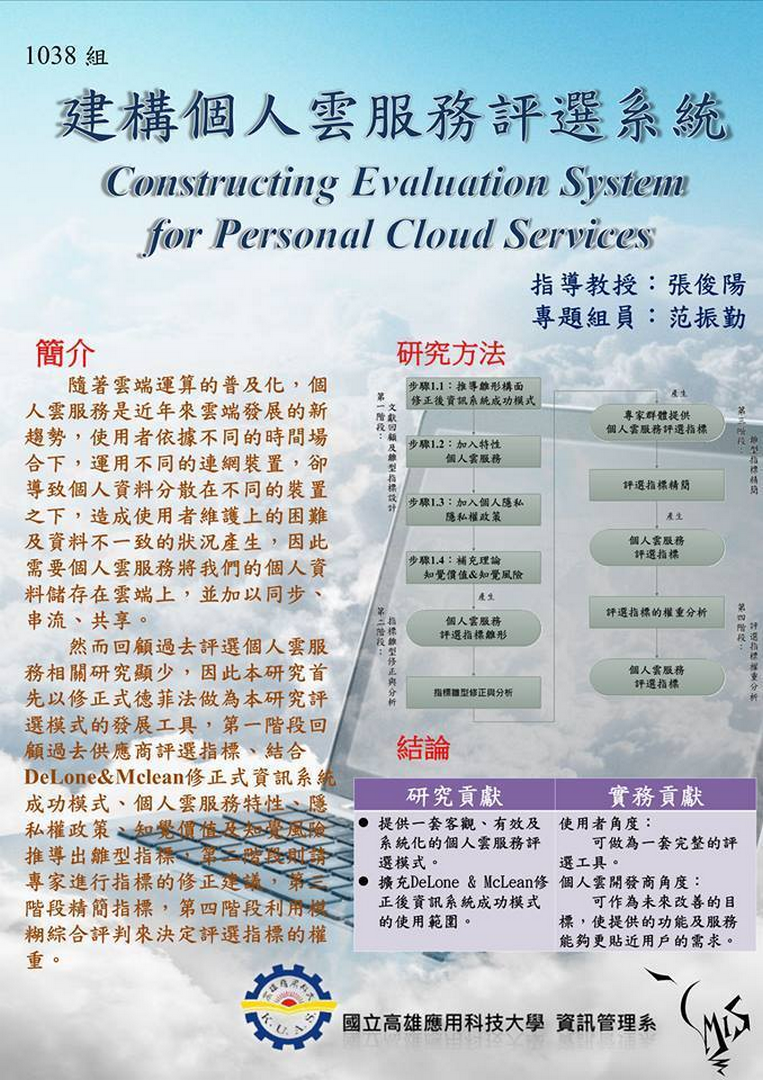 1038 組
建構個人雲服務評選系統
Constructing Evaluation System
for Personal Cloud Services
指導教授：張俊陽
專題組員：范振勤
簡介
隨著雲端運算的普及化，個
人雲服務是近年來雲端發展的新
趨勢，使用者依據不同的時間場
合下，運用不同的連網裝置，卻
導致個人資料分散在不同的裝置
之下，造成使用者維護上的困難
及資料不一致的狀況產生，因此
需要個人雲服務將我們的個人資
料儲存在雲端上，並加以同步、
串流、共享。
然而回顧過去評選個人雲服
務相關研究顯少，因此本研究首
先以修正式德菲法做為本研究評
選模式的發展工具，第一階段回
顧過去供應商評選指標、結合
DeLone&Mclean修正式資訊系統
成功模式、個人雲服務特性、隱
私權政策、知覺價值及知覺風險
推導出雛型指標，第二階段則請
專家進行指標的修正建議，第三
階段精簡指標，第四階段利用模
糊綜合評判來決定評選指標的權
重。
研究方法
第一階段：
文獻回顧及雛型指標設計
步驟1.1：推導雛形構面
修正後資訊系統成功模式
步驟1.2：加入特性
個人雲服務
步驟1.3：加入個人隱私
隱私權政策
步驟1.4：補充理論
知覺價值&知覺風險
產生
個人雲服務
評選指標雛形
第二階段：
指標雛型修正與分析
指標雛型修正與分析
產生
專家群體提供
個人雲服務評選指標
第三階段：
雛型指標精簡
評選指標精簡
產生
個人雲服務
評選指標
評選指標的權重分析
第四階段：
評選指標權重分析
個人雲服務
評選指標
結論
研究貢獻
● 提供一套客觀、有效及
系統化的個人雲服務評
選模式。
● 擴充DeLone & McLean修
正後資訊系統成功模式
的使用範圍。
實務貢獻
使用者角度：
可做為一套完整的評
選工具。
個人雲開發商角度：
可作為未來改善的目
標，使提供的功能及服務
能夠更貼近用戶的需求。
K.U.A.S.
國立高雄應用科技大學 資訊管理系
MIS